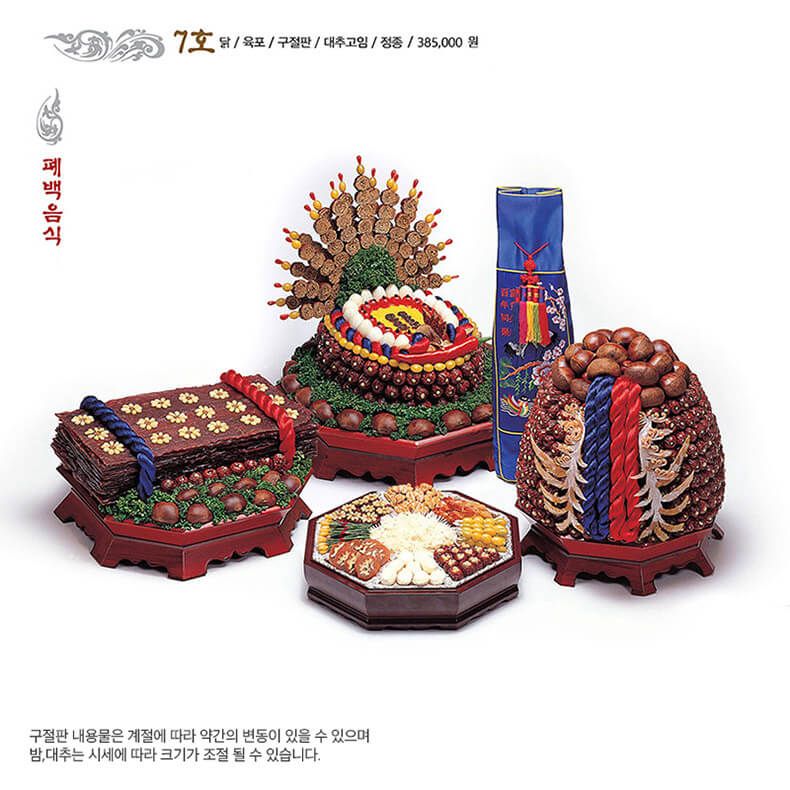 7호 닭 / 육포 / 구절판 / 대추고임 / 정종 / 385,000 원
폐백음식
구절판 내용물은 계절에 따라 약간의 변동이 있을 수 있으며
밤,대추는 시세에 따라 크기가 조절 될 수 있습니다.